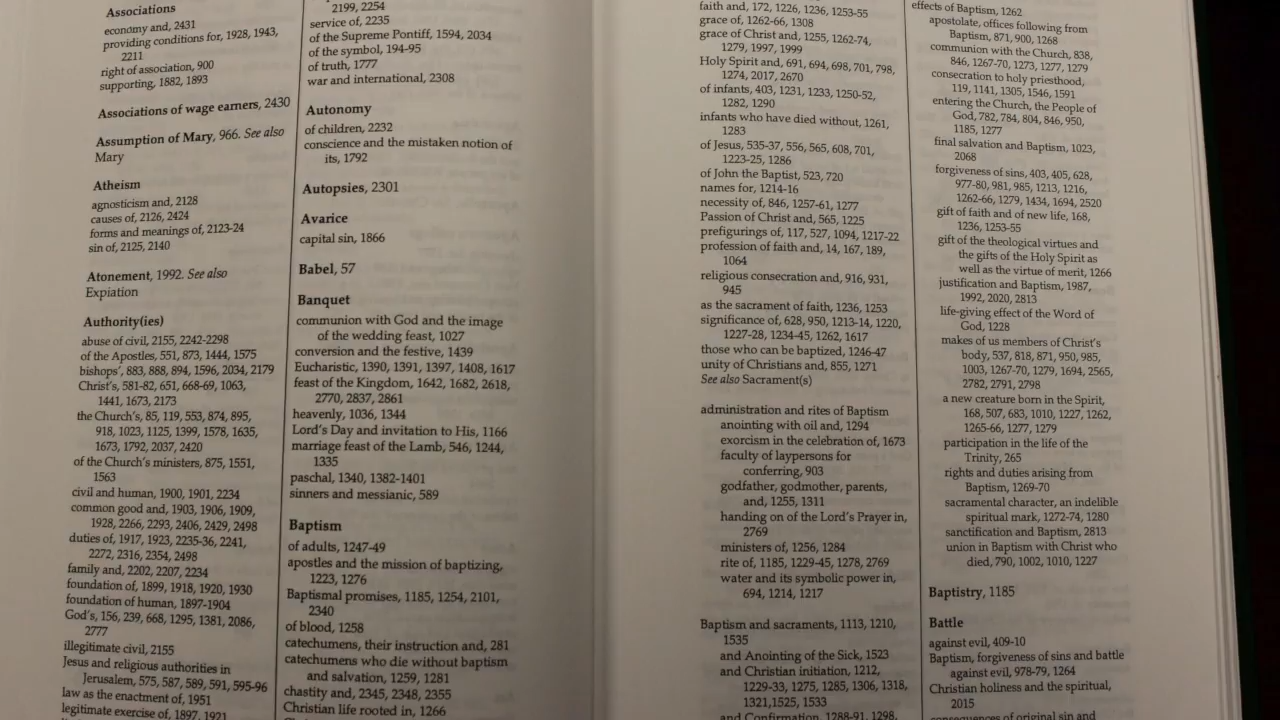 Associations
economy and, 2431
providing conditions for, 1928, 1943,
2211
right of association, 900
supporting, 1882, 1893
Associations of wage earners, 2430
Assumption of Mary, 966. See also
Mary
Atheism
agnosticism and, 2128
causes of, 2126, 2424
forms and meanings of, 2123-24
sin of, 2125, 2140
Atonement, 1992. See also
Expiation
Authority(ies)
abuse of civil, 2155, 2242-2298
of the Apostles, 551, 873, 1444, 1575
bishops', 883, 888, 894, 1596, 2034, 2179
Christ's, 581-82, 651, 668-69, 1063,
1441, 1673, 2173
the Church's, 85, 119, 553, 874, 895,
918, 1023, 1125, 1399, 1578, 1635,
1673, 1792, 2037, 2420
of the Church's ministers, 875, 1551,
1563
civil and human, 1900, 1901, 2234
common good and, 1903, 1906, 1909,
1928, 2266, 2293, 2406, 2429, 2498
duties of, 1917, 1923, 2235-36, 2241,
2272, 2316, 2354, 2498
family and, 2202, 2207, 2234
foundation of, 1899, 1918, 1920, 1930
foundation of human, 1897-1904
God's, 156, 239, 668, 1295, 1381, 2086,
2777
illegitimate civil, 2155
Jesus and religious authorities in
Jerusalem, 575, 587, 589, 591, 595-96
law as the enactment of, 1951
legitimate exercise of, 1897, 1921
2199, 2254
service of, 2235
of the Supreme Pontiff, 1594, 2034
of the symbol, 194-95
of truth, 1777
war and international, 2308
Autonomy
of children, 2232
conscience and the mistaken notion of
its, 1792
Autopsies, 2301
Avarice
capital sin, 1866
Babel, 57
Banquet
communion with God and the image
of the wedding feast, 1027
conversion and the festive, 1439
Eucharistic, 1390, 1391, 1397, 1408, 1617
feast of the Kingdom, 1642, 1682, 2618,
2770, 2837, 2861
heavenly, 1036, 1344
Lord's Day and invitation to His, 1166
marriage feast of the Lamb, 546, 1244,
1335
paschal, 1340, 1382-1401
sinners and messianic, 589
Baptism
of adults, 1247-49
apostles and the mission of baptizing,
1223, 1276
Baptismal promises, 1185, 1254, 2101,
2340
of blood, 1258
catechumens, their instruction and, 281
catechumens who die without baptism
and salvation, 1259, 1281
chastity and, 2345, 2348, 2355
Christian life rooted in, 1266
faith and, 172, 1226, 1236, 1253-55
grace of, 1262-66, 1308
grace of Christ and, 1255, 1262-74,
1279, 1997, 1999
Holy Spirit and, 691, 694, 698, 701, 798,
1274, 2017, 2670
of infants, 403, 1231, 1233, 1250-52,
1282, 1290
infants who have died without, 1261,
1283
of Jesus, 535-37, 556, 565, 608, 701,
1223-25, 1286
of John the Baptist, 523, 720
names for, 1214-16
necessity of, 846, 1257-61, 1277
Passion of Christ and, 565, 1225
prefigurings of, 117, 527, 1094, 1217-22
profession of faith and, 14, 167, 189,
1064
religious consecration and, 916, 931,
945
as the sacrament of faith, 1236, 1253
significance of, 628, 950, 1213-14, 1220,
1227-28, 1234-45, 1262, 1617
those who can be baptized, 1246-47
unity of Christians and, 855, 1271
See also Sacrament(s)
administration and rites of Baptism
anointing with oil and, 1294
exorcism in the celebration of, 1673
faculty of laypersons for
conferring, 903
godfather, godmother, parents,
and, 1255, 1311
handing on of the Lord's Prayer in,
2769
ministers of, 1256, 1284
rite of, 1185, 1229-45, 1278, 2769
water and its symbolic power in,
694, 1214, 1217
Baptism and sacraments, 1113, 1210,
1535
and Anointing of the Sick, 1523
and Christian initiation, 1212,
1229-33, 1275, 1285, 1306, 1318,
1321,1525, 1533
and Confirmation, 1288-91, 1298,
effects of Baptism, 1262
apostolate, offices following from
Baptism, 871, 900, 1268
communion with the Church, 838,
846, 1267-70, 1273, 1277, 1279
consecration to holy priesthood,
119, 1141, 1305, 1546, 1591
entering the Church, the People of
God, 782, 784, 804, 846, 950,
1185, 1277
final salvation and Baptism, 1023,
2068
forgiveness of sins, 403, 405, 628,
977-80, 981, 985, 1213, 1216,
1262-66, 1279, 1434, 1694, 2520
gift of faith and of new life, 168,
1236, 1253-55
gift of the theological virtues and
the gifts of the Holy Spirit as
well as the virtue of merit, 1266
justification and Baptism, 1987,
1992, 2020, 2813
life-giving effect of the Word of
God, 1228
makes of us members of Christ's
body, 537, 818, 871, 950, 985,
1003, 1267-70, 1279, 1694, 2565,
2782, 2791, 2798
a new creature born in the Spirit,
168, 507, 683, 1010, 1227, 1262,
1265-66, 1277, 1279
participation in the life of the
Trinity, 265
rights and duties arising from
Baptism, 1269-70
sacramental character, an indelible
spiritual mark, 1272-74, 1280
sanctification and Baptism, 2813
union in Baptism with Christ who
died, 790, 1002, 1010, 1227
Baptistry, 1185
Battle
against evil, 409-10
Baptism, forgiveness of sins and battle
against evil, 978-79, 1264
Christian holiness and the spiritual,
2015
consequences of original sin and